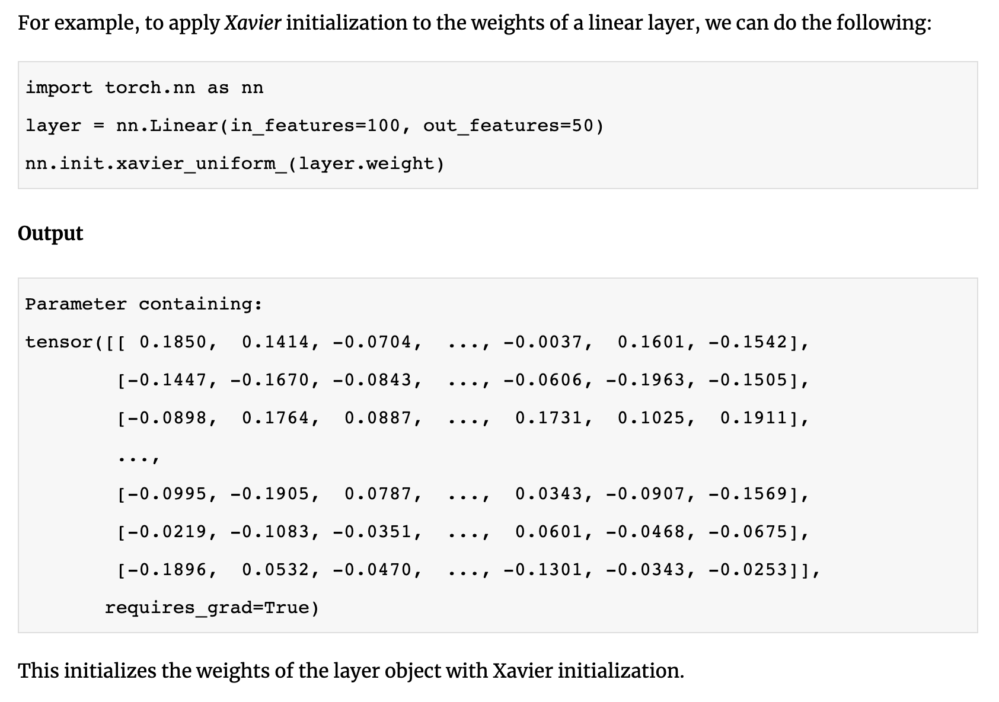 For example, to apply Xavier initialization to the weights of a linear layer, we can do the following:
import torch.nn as nn
layer = nn.Linear(in_features=100, out_features=50)
nn.init.xavier_uniform_(layer.weight)
Output
Parameter containing:
tensor([[ 0.1850,  0.1414, -0.0704,  ..., -0.0037,  0.1601, -0.1542],
        [-0.1447, -0.1670, -0.0843,  ..., -0.0606, -0.1963, -0.1505],
        [-0.0898,  0.1764,  0.0887,  ...,  0.1731,  0.1025,  0.1911],
        ...,
        [-0.0995, -0.1905,  0.0787,  ...,  0.0343, -0.0907, -0.1569],
        [-0.0219, -0.1083, -0.0351,  ...,  0.0601, -0.0468, -0.0675],
        [-0.1896,  0.0532, -0.0470,  ..., -0.1301, -0.0343, -0.0253]],
       requires_grad=True)
This initializes the weights of the layer object with Xavier initialization.